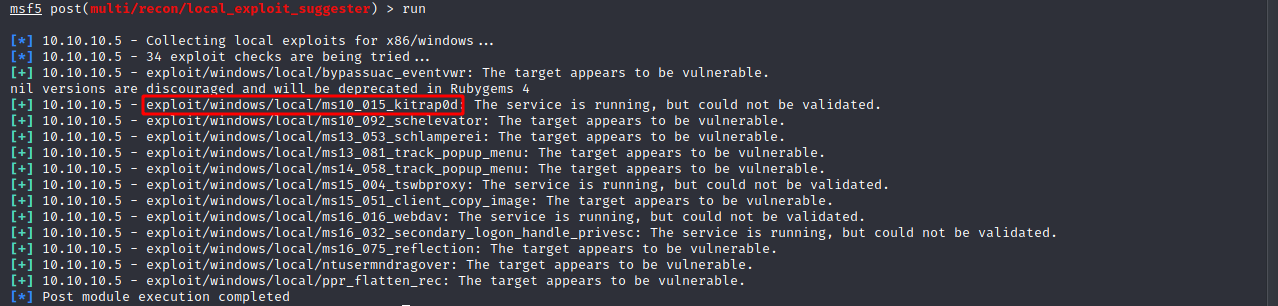 msf5 post(multi/recon/local_exploit_suggester) > run
[*] 10.10.10.5 - Collecting local exploits for x86/windows...
[*] 10.10.10.5 - 34 exploit checks are being tried...
[+] 10.10.10.5 - exploit/windows/local/bypassuac_eventvwr: The target appears to be vulnerable.
nil versions are discouraged and will be deprecated in Rubygems 4
[+] 10.10.10.5 - exploit/windows/local/ms10_015_kitrap0d: The service is running, but could not be validated.
[+] 10.10.10.5 - exploit/windows/local/ms10_092_schelevator: The target appears to be vulnerable.
[+] 10.10.10.5 - exploit/windows/local/ms13_053_schlamperei: The target appears to be vulnerable.
[+] 10.10.10.5 - exploit/windows/local/ms13_081_track_popup_menu: The target appears to be vulnerable.
[+] 10.10.10.5 - exploit/windows/local/ms14_058_track_popup_menu: The target appears to be vulnerable.
[+] 10.10.10.5 - exploit/windows/local/ms15_004_tswbproxy: The service is running, but could not be validated.
[+] 10.10.10.5 - exploit/windows/local/ms15_051_client_copy_image: The target appears to be vulnerable.
[+] 10.10.10.5 - exploit/windows/local/ms16_016_webdav: The service is running, but could not be validated.
[+] 10.10.10.5 - exploit/windows/local/ms16_032_secondary_logon_handle_privesc: The service is running, but could not be validated.
[+] 10.10.10.5 - exploit/windows/local/ms16_075_reflection: The target appears to be vulnerable.
[+] 10.10.10.5 - exploit/windows/local/ntusermndragover: The target appears to be vulnerable.
[+] 10.10.10.5 - exploit/windows/local/ppr_flatten_rec: The target appears to be vulnerable.
[*] Post module execution completed